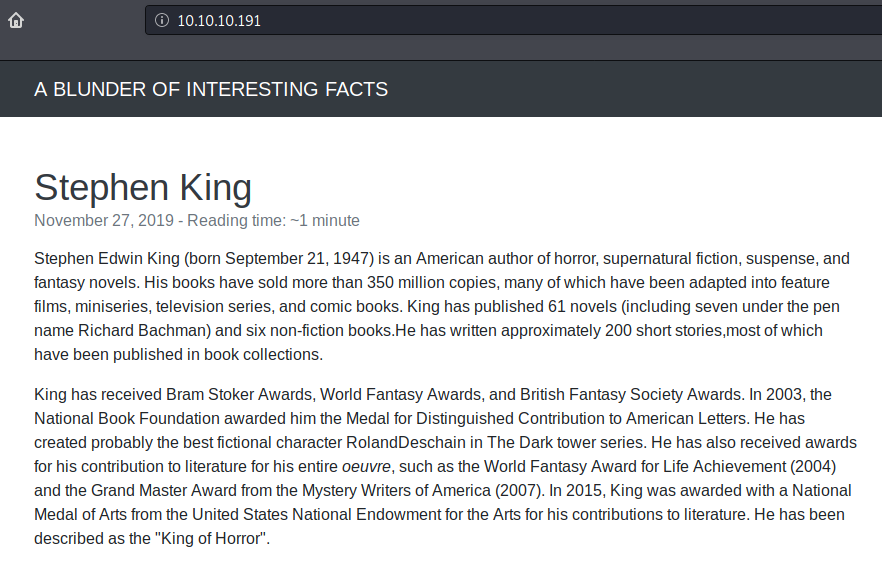 10.10.10.191
A BLUNDER OF INTERESTING FACTS
Stephen King
November 27, 2019 - Reading time: ~1 minute
Stephen Edwin King (born September 21, 1947) is an American author of horror, supernatural fiction, suspense, and
fantasy novels. His books have sold more than 350 million copies, many of which have been adapted into feature
films, miniseries, television series, and comic books. King has published 61 novels (including seven under the pen
name Richard Bachman) and six non-fiction books.He has written approximately 200 short stories,most of which
have been published in book collections.
King has received Bram Stoker Awards, World Fantasy Awards, and British Fantasy Society Awards. In 2003, the
National Book Foundation awarded him the Medal for Distinguished Contribution to American Letters. He has
created probably the best fictional character RolandDeschain in The Dark tower series. He has also received awards
for his contribution to literature for his entire oeuvre, such as the World Fantasy Award for Life Achievement (2004)
and the Grand Master Award from the Mystery Writers of America (2007). In 2015, King was awarded with a National
Medal of Arts from the United States National Endowment for the Arts for his contributions to literature. He has been
described as the "King of Horror".